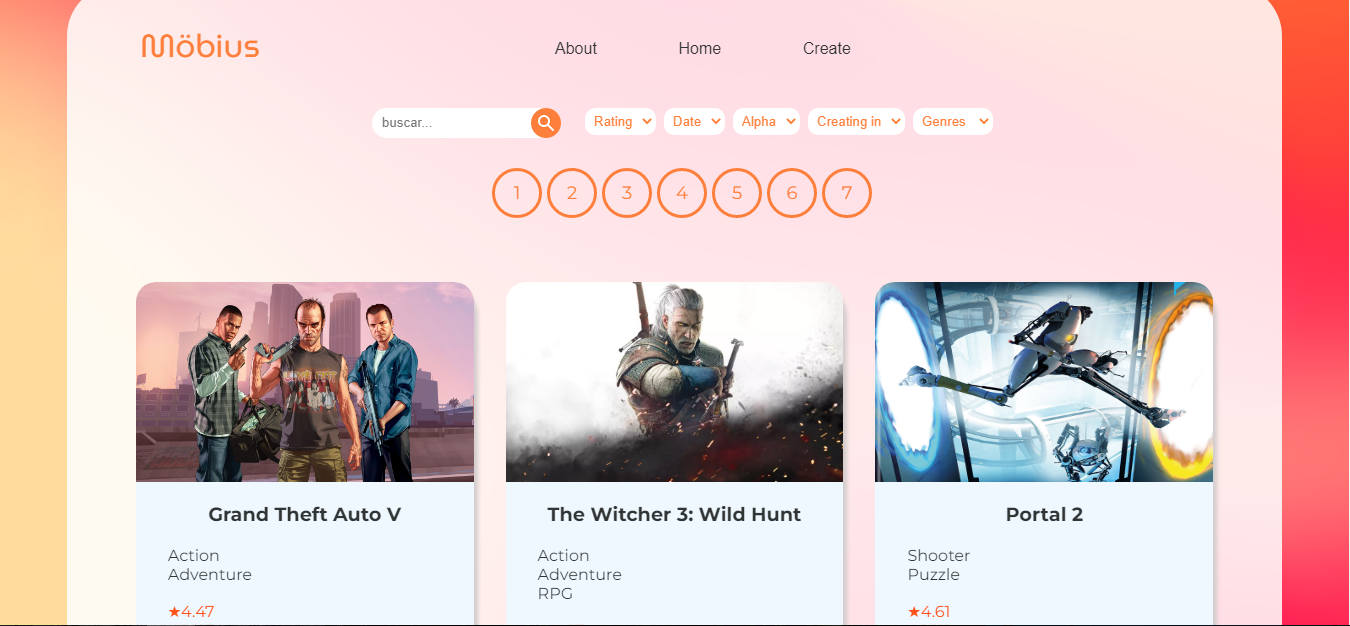 Möbius
About Home Create
buscar...
Rating Date Alpha Creating in Genres
1 2 3 4 5 6 7
Grand Theft Auto V
Action
Adventure
★4.47
The Witcher 3: Wild Hunt
Action
Adventure
RPG
Portal 2
Shooter
Puzzle
★4.61